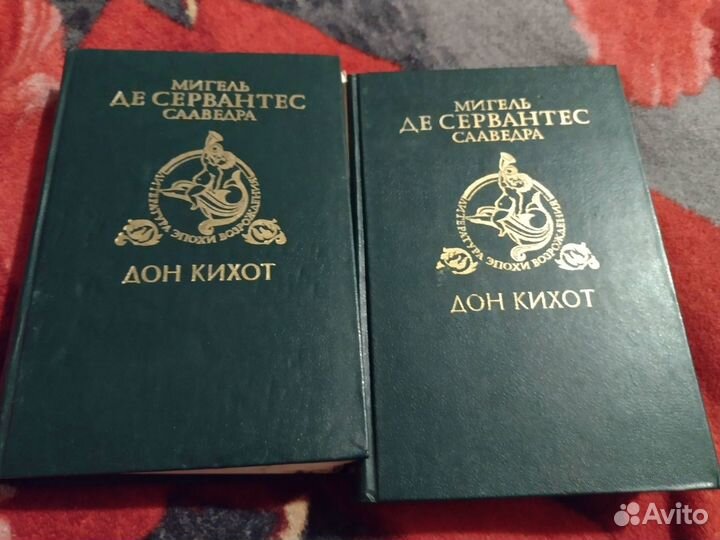 МИГЕЛЬ
ДЕ СЕРВАНТЕС
СААВЕДРА
ЛИТЕРАТУРА ЭПОХИ ВОЗРОЖДЕНИЯ
ДОН КИХОТ
МИГЕЛЬ
ДЕ СЕРВАНТЕС
СААВЕДРА
ЛИТЕРАТУРА ЭПОХИ ВОЗРОЖДЕНИЯ
ДОН КИХОТ
Avito